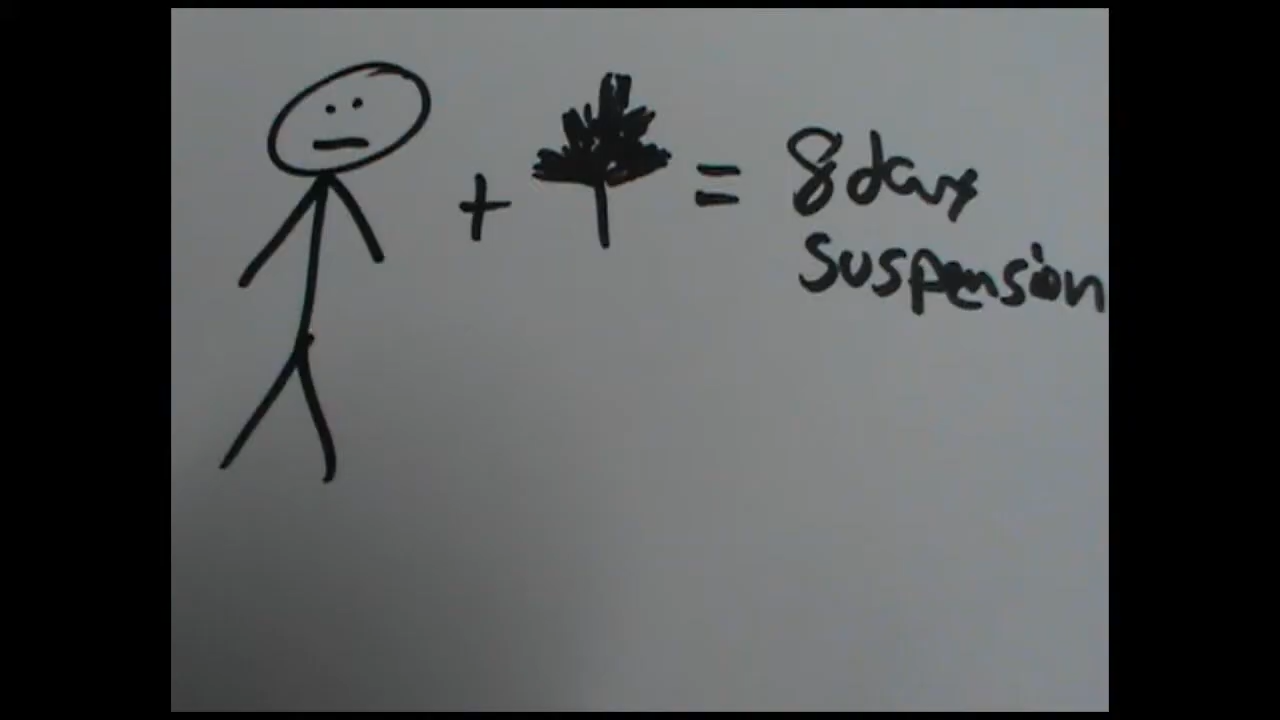 + = 8 days
suspension